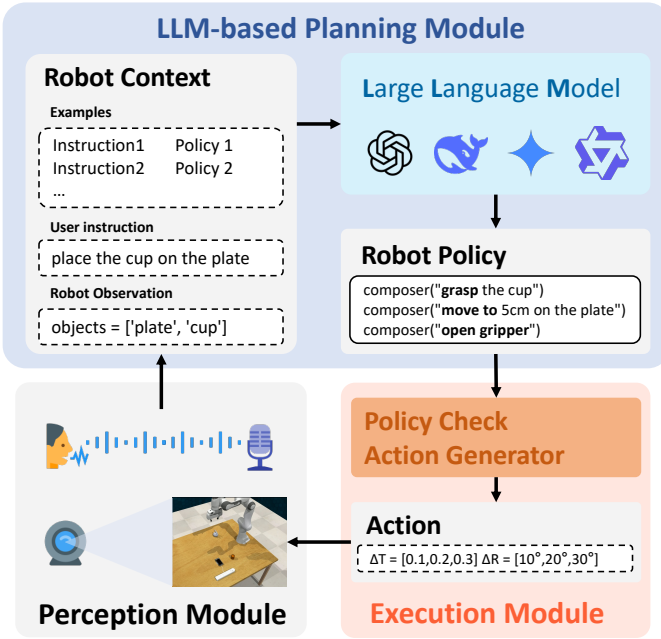 LLM-based Planning Module
Robot Context
Examples
Instruction1 Policy 1
Instruction2 Policy 2
...
User instruction
place the cup on the plate
Robot Observation
objects = ['plate', 'cup']
Large Language Model
Robot Policy
composer("grasp the cup")
composer("move to 5cm on the plate")
composer("open gripper")
Policy Check
Action Generator
Action
ΔT = [0.1,0.2,0.3] ΔR = [10°,20°,30°]
Perception Module
Execution Module